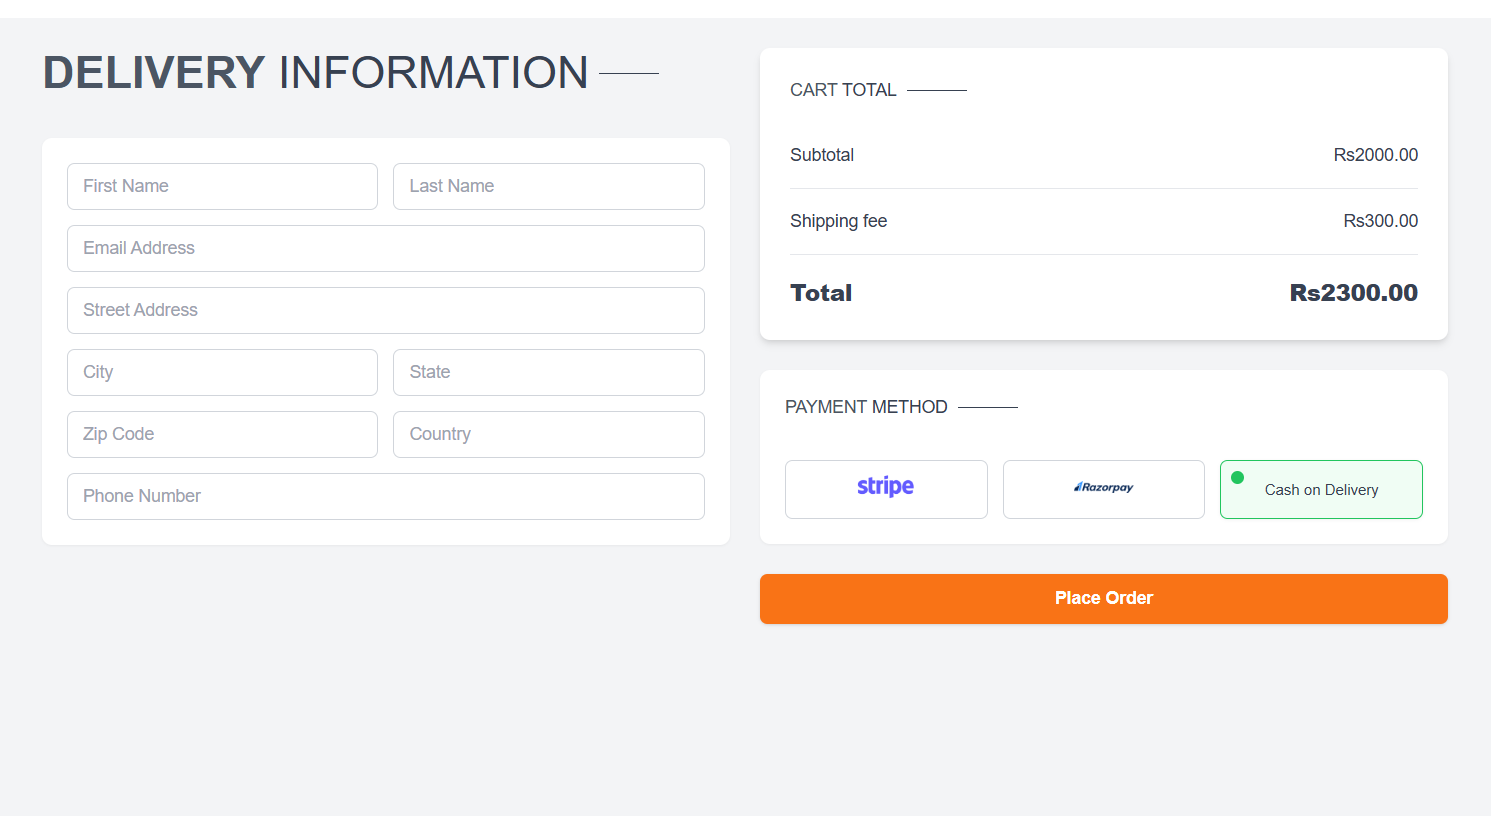 DELIVERY INFORMATION
First Name
Last Name
Email Address
Street Address
City
State
Zip Code
Country
Phone Number
CART TOTAL
Subtotal
Rs2000.00
Shipping fee
Rs300.00
Total
Rs2300.00
PAYMENT METHOD
stripe
Razorpay
Cash on Delivery
Place Order